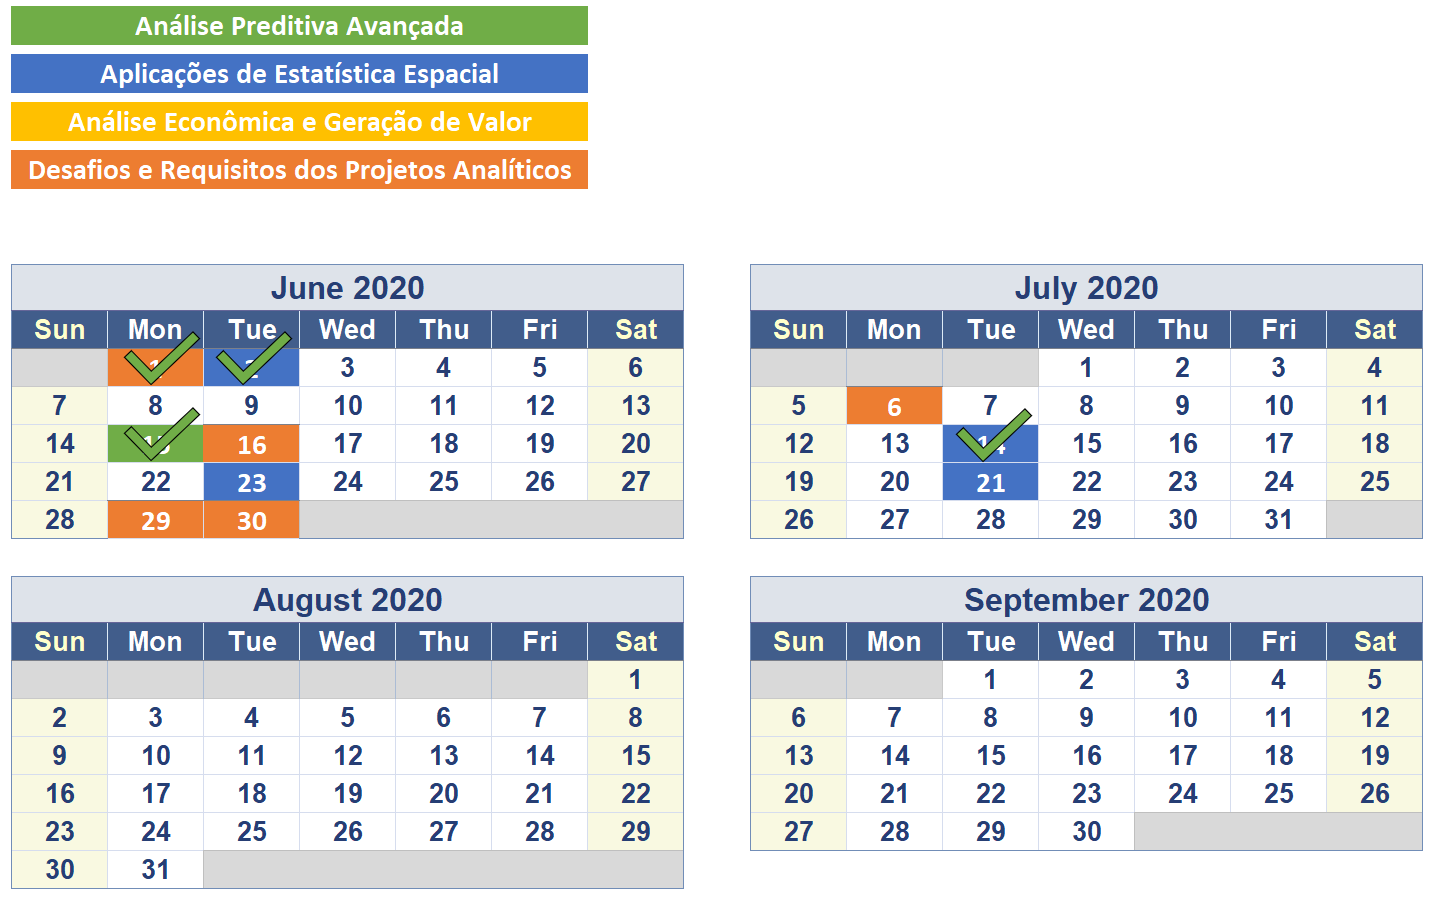 Análise Preditiva Avançada
Aplicações de Estatística Espacial
Análise Econômica e Geração de Valor
Desafios e Requisitos dos Projetos Analíticos
June 2020
Sun Mon Tue Wed Thu Fri Sat
3 4 5 6
7 8 9 10 11 12 13
14 16 17 18 19 20
21 22 23 24 25 26 27
28 29 30
July 2020
Sun Mon Tue Wed Thu Fri Sat
1 2 3 4
5 6 7 8 9 10 11
12 13 15 16 17 18
19 20 21 22 23 24 25
26 27 28 29 30 31
August 2020
Sun Mon Tue Wed Thu Fri Sat
1
2 3 4 5 6 7 8
9 10 11 12 13 14 15
16 17 18 19 20 21 22
23 24 25 26 27 28 29
30 31
September 2020
Sun Mon Tue Wed Thu Fri Sat
1 2 3 4 5
6 7 8 9 10 11 12
13 14 15 16 17 18 19
20 21 22 23 24 25 26
27 28 29 30